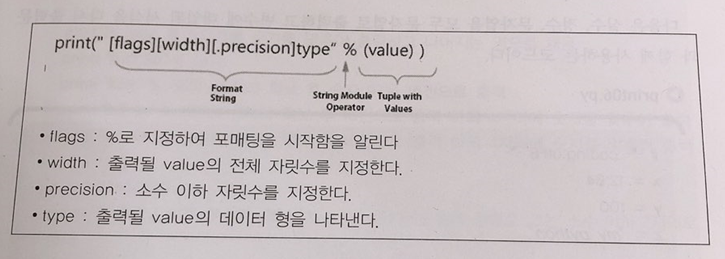 print(" [flags][width][.precision]type“ % (value) )
Format String
String Module Operator
Tuple with Values
• flags : %로 지정하여 포매팅을 시작함을 알린다
• width : 출력될 value의 전체 자릿수를 지정한다.
• precision : 소수 이하 자릿수를 지정한다.
• type : 출력될 value의 데이터 형을 나타낸다.